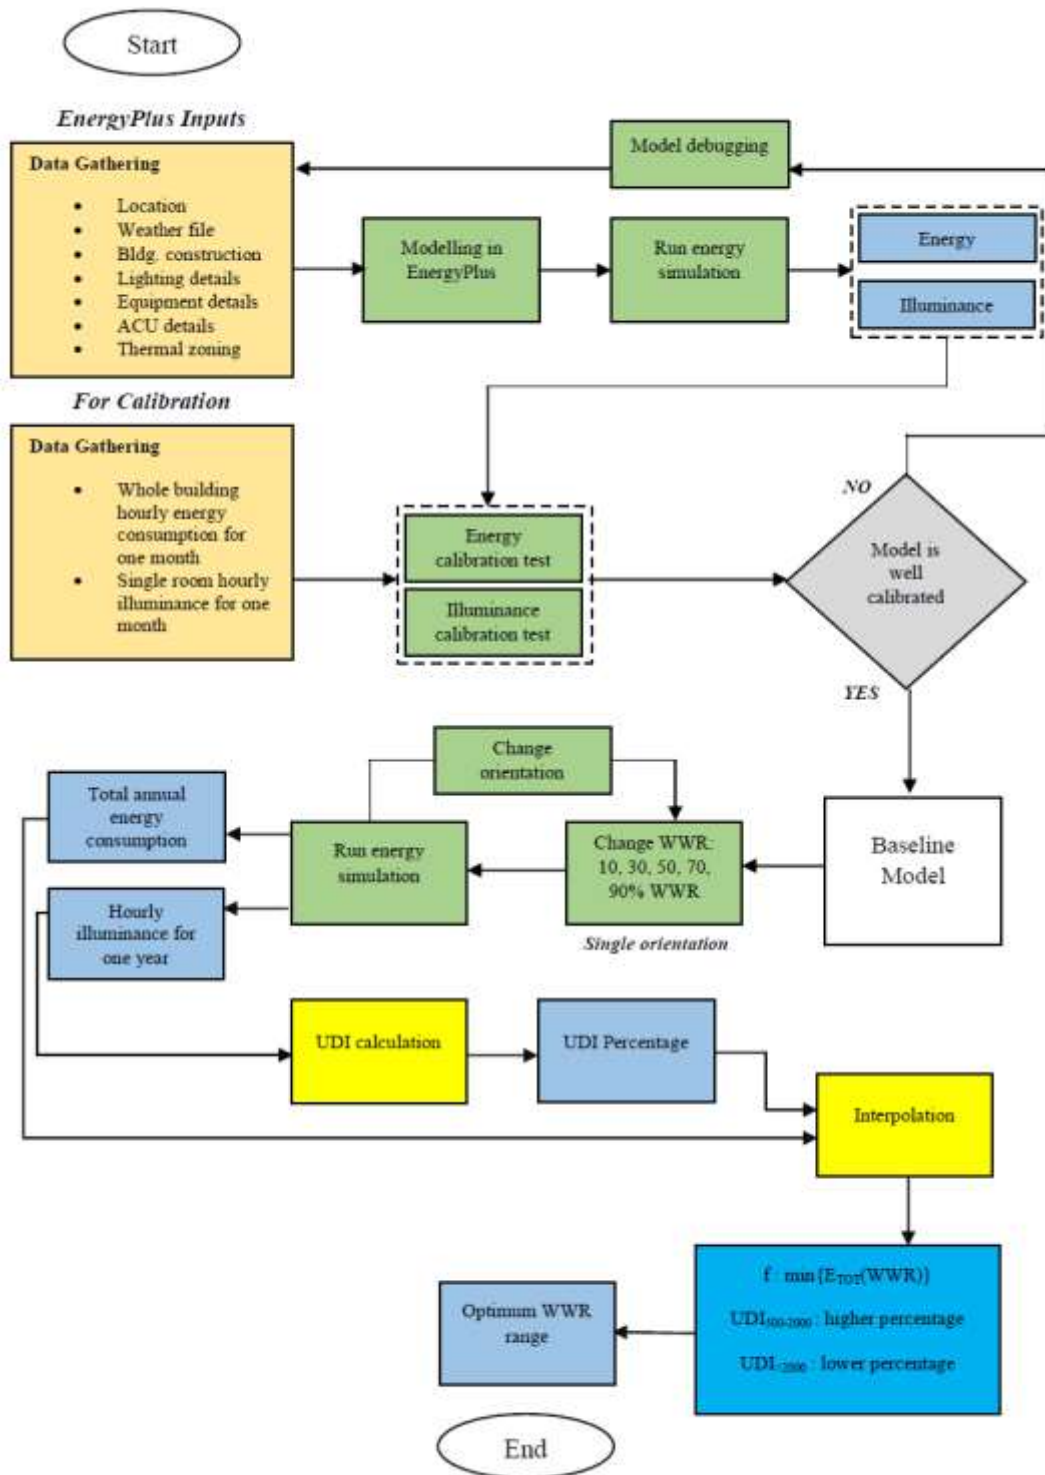 Start
EnergyPlus Inputs
Data Gathering
• Location
• Weather file
• Bldg. construction
• Lighting details
• Equipment details
• ACU details
• Thermal zoning
Model debugging
Modelling in
EnergyPlus
Run energy
simulation
Energy
Illuminance
For Calibration
Data Gathering
• Whole building
hourly energy
consumption for
one month
• Single room hourly
illuminance for one
month
Energy
calibration test
Illuminance
calibration test
NO
Model is
well
calibrated
YES
Change
orientation
Total annual
energy
consumption
Hourly
illuminance for
one year
Run energy
simulation
Change WWR:
10, 30, 50, 70,
90% WWR
Single orientation
Baseline
Model
UDI calculation
UDI Percentage
Interpolation
f : min{E_TOT(WWR)}
UDI_500-2000 : higher percentage
UDI : lower percentage
Optimum WWR
range
End